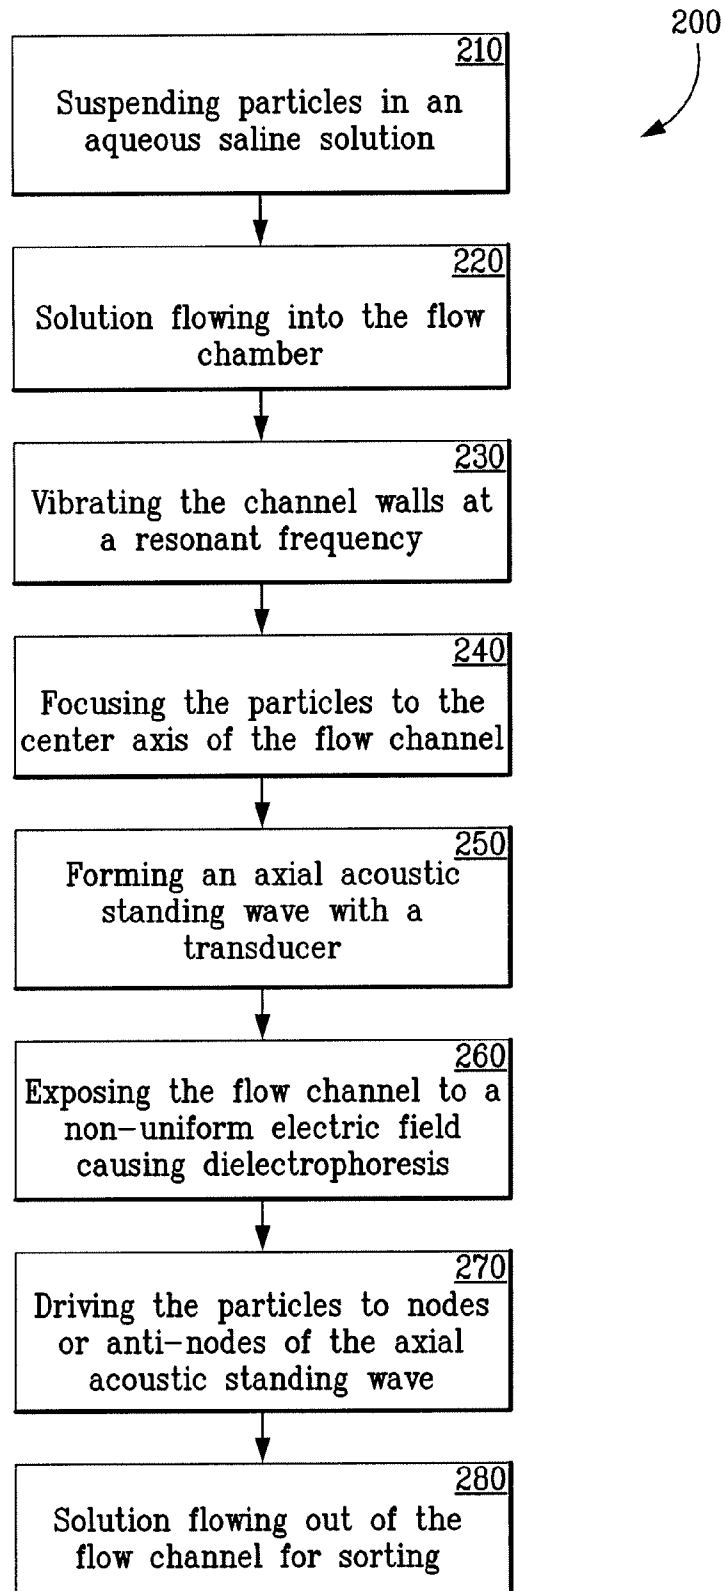 200
210
Suspending particles in an
aqueous saline solution
220
Solution flowing into the flow
chamber
230
Vibrating the channel walls at
a resonant frequency
240
Focusing the particles to the
center axis of the flow channel
250
Forming an axial acoustic
standing wave with a
transducer
260
Exposing the flow channel to a
non-uniform electric field
causing dielectrophoresis
270
Driving the particles to nodes
or anti-nodes of the axial
acoustic standing wave
280
Solution flowing out of the
flow channel for sorting